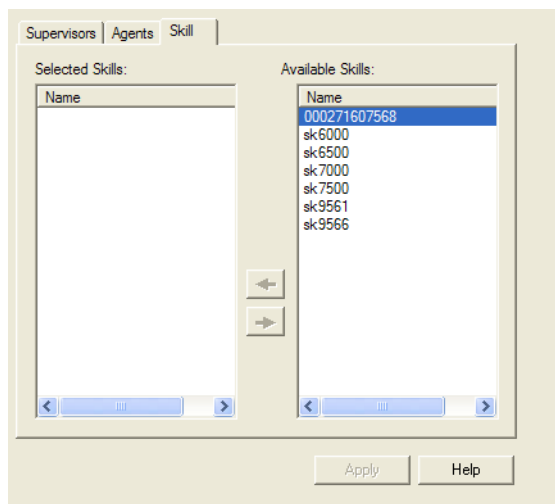 Supervisors Agents Skill
Selected Skills: Available Skills:
Name Name
000271607568
sk6000
sk6500
sk7000
sk7500
sk9561
sk9566
Apply Help